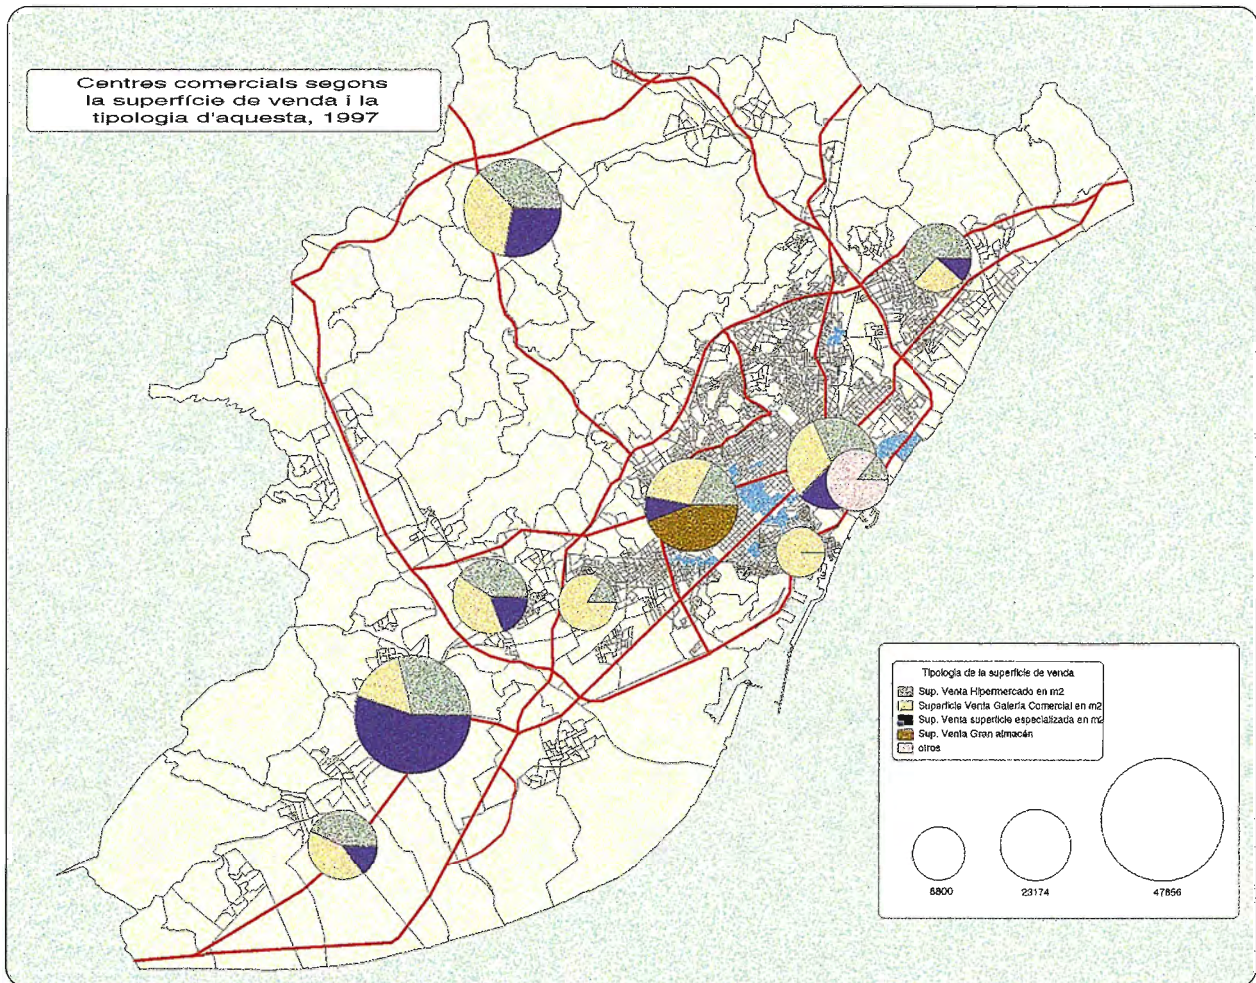 Centres comercials segons
la superfície de venda i la
tipologia d'aquesta, 1997
Tipologia de la superfície de venda
Sup. Venta Hipermercado en m2
Superficie Venta Galería Comercial en m2
Sup. Venta superficie especializada en m2
Sup. Venta Gran almacén
otros
6800
23174
47856